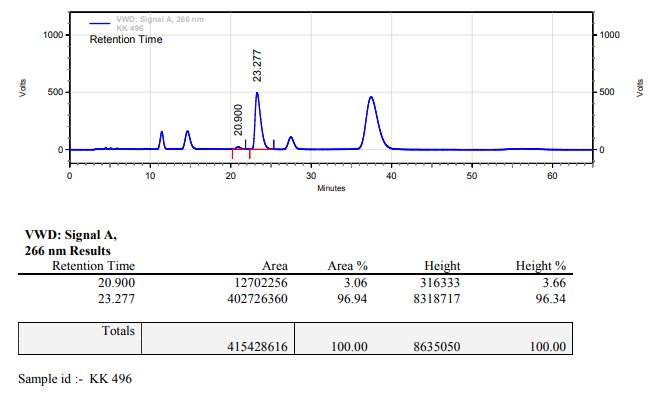 VWD: Signal A, 266 nm
KK 496
Retention Time
1000
500
0
Volts
20.900
23.277
1000
500
0
Volts
0 10 20 30 40 50 60
Minutes
VWD: Signal A,
266 nm Results
Retention Time Area Area % Height Height %
20.900 12702256 3.06 316333 3.66
23.277 402726360 96.94 8318717 96.34
Totals
415428616 100.00 8635050 100.00
Sample id :- KK 496